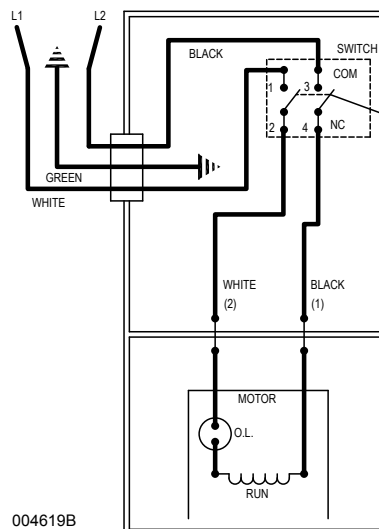 L1
L2
BLACK
SWITCH
COM
1
3
2
4
NC
GREEN
WHITE
WHITE
(2)
BLACK
(1)
MOTOR
O.L.
RUN
004619B